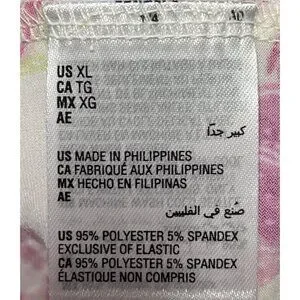 US XL
CA TG
MX XG
AE
كبير جدًا
US MADE IN PHILIPPINES
CA FABRIQUÉ AUX PHILIPPINES
MX HECHO EN FILIPINAS
AE
صُنع في الفلبين
US 95% POLYESTER 5% SPANDEX
EXCLUSIVE OF ELASTIC
CA 95% POLYESTER 5% SPANDEX
ÉLASTIQUE NON COMPRIS